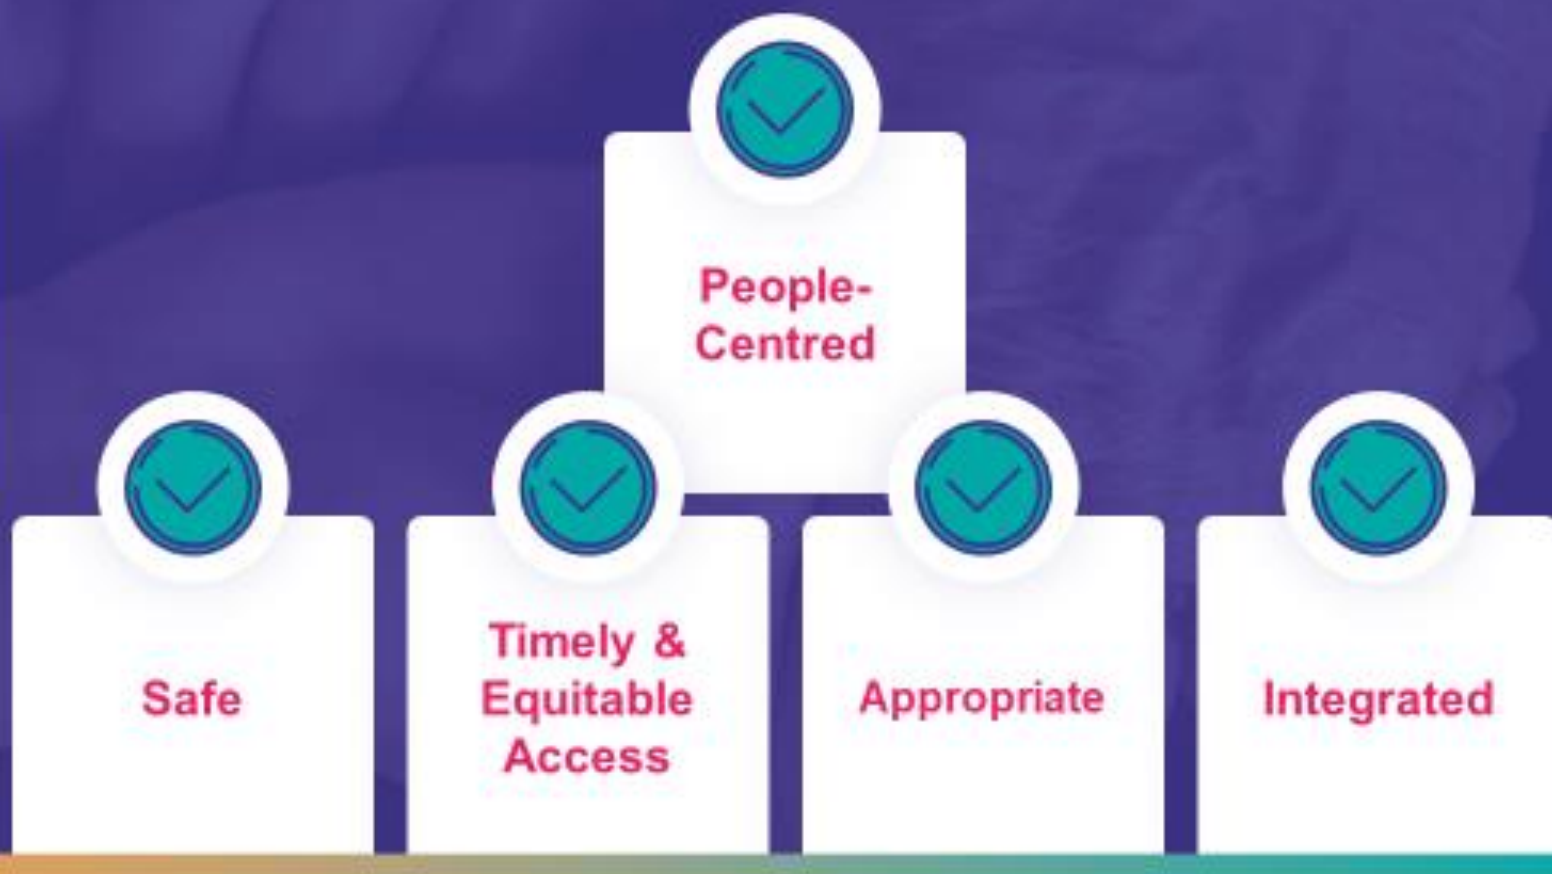 People-
Centred
Safe
Timely &
Equitable
Access
Appropriate
Integrated